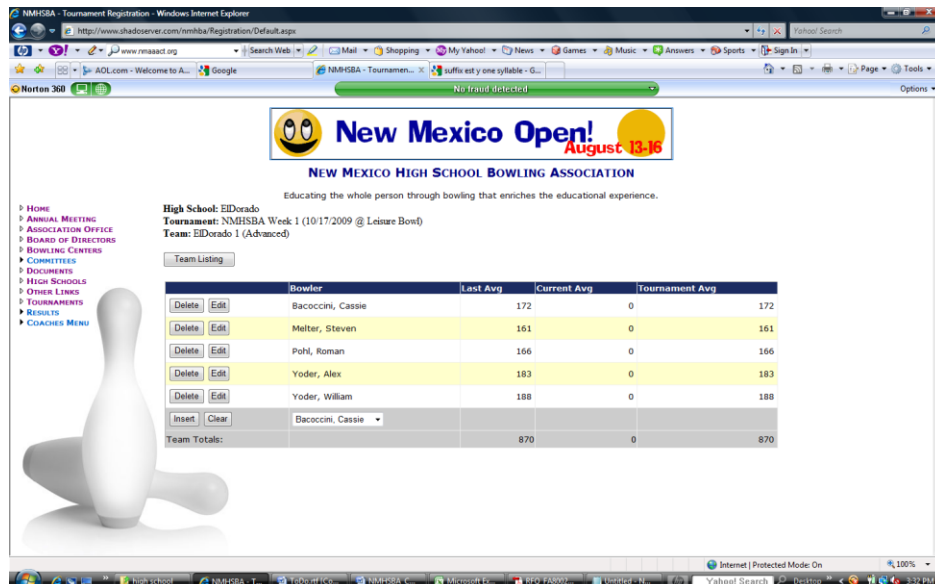 NMHSBA - Tournament Registration - Windows Internet Explorer
http://www.shadoserver.com/nmhba/Registration/Default.aspx
Yahoo! Search
www.rmaaact.org Search Web Mail Shopping My Yahoo! News Games Music Answers Sports Sign In
AOL.com - Welcome to A... Google NMHSBA - Tournamen... X suffix est y one syllable - G... Page Tools
Norton 360 No fraud detected Options
New Mexico Open!
August 13-16
NEW MEXICO HIGH SCHOOL BOWLING ASSOCIATION
Educating the whole person through bowling that enriches the educational experience.
HOME
ANNUAL MEETING
ASSOCIATION OFFICE
BOARD OF DIRECTORS
BOWLING CENTERS
COMMITTEES
DOCUMENTS
HIGH SCHOOLS
OTHER LINKS
TOURNAMENTS
RESULTS
COACHES MENU
High School: ElDorado
Tournament: NMHSBA Week 1 (10/17/2009 @ Leisure Bowl)
Team: ElDorado 1 (Advanced)
Team Listing
Bowler Last Avg Current Avg Tournament Avg
Delete Edit Bacoccini, Cassie 172 0 172
Delete Edit Melter, Steven 161 0 161
Delete Edit Pohl, Roman 166 0 166
Delete Edit Yoder, Alex 183 0 183
Delete Edit Yoder, William 188 0 188
Insert Clear Bacoccini, Cassie
Team Totals: 870 0 870
Internet | Protected Mode: On 100%
high school NMHSBA - T... ToDo.rtf [Co... NMHSBA_C... Microsoft Ex... RFQ_FA8002... Untitled - N... Yahoo! Search Desktop 3:32 PM